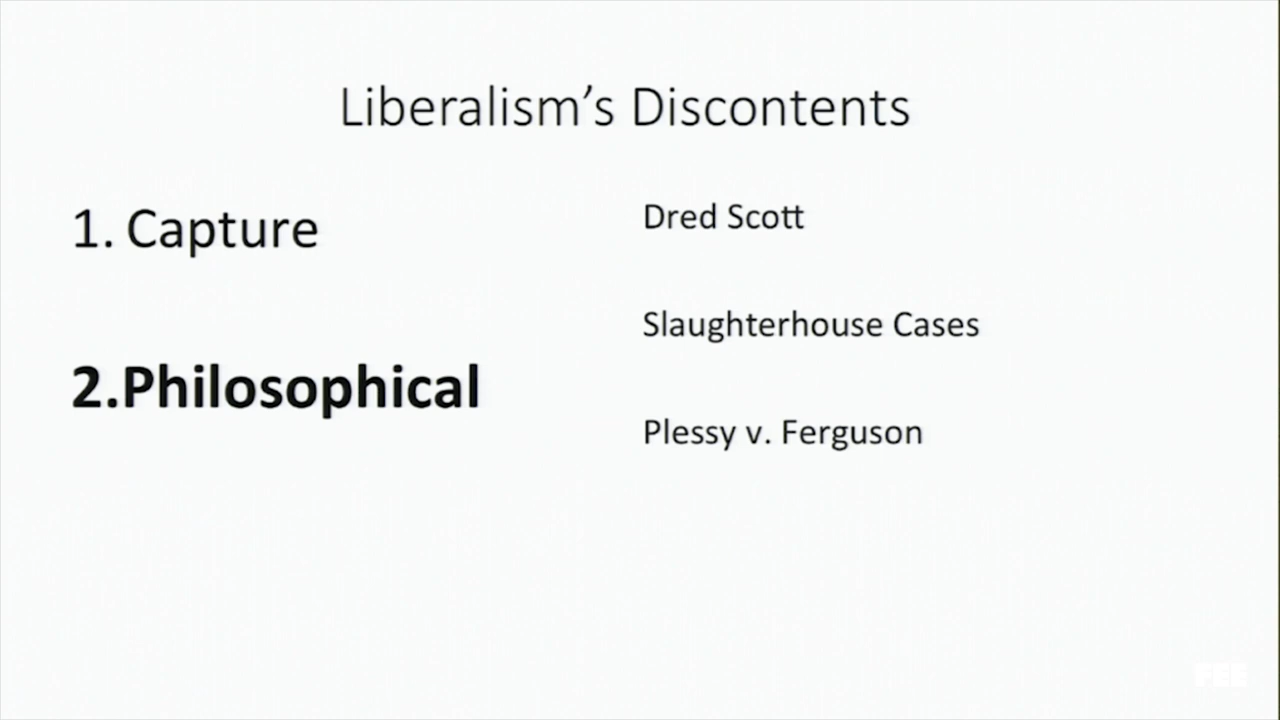 Liberalism’s Discontents
1. Capture
2.Philosophical
Dred Scott
Slaughterhouse Cases
Plessy v. Ferguson
FEE